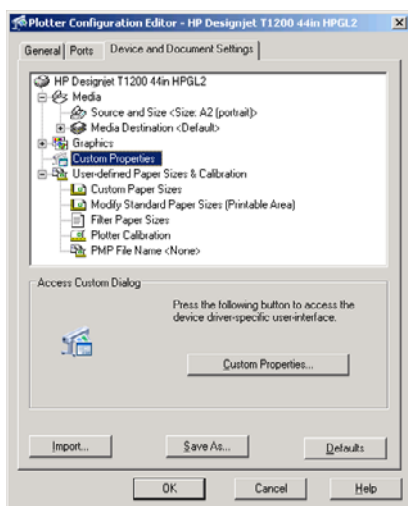 Plotter Configuration Editor - HP Designjet T1200 44in HPGL2
General Ports Device and Document Settings
HP Designjet T1200 44in HPGL2
Media
Source and Size <Size: A2 (portrait)>
Media Destination <Default>
Graphics
Custom Properties
User-defined Paper Sizes & Calibration
Custom Paper Sizes
Modify Standard Paper Sizes (Printable Area)
Filter Paper Sizes
Plotter Calibration
PMP File Name <None>
Access Custom Dialog
Press the following button to access the
device driver-specific user-interface.
Custom Properties...
Import... Save As... Defaults
OK Cancel Help